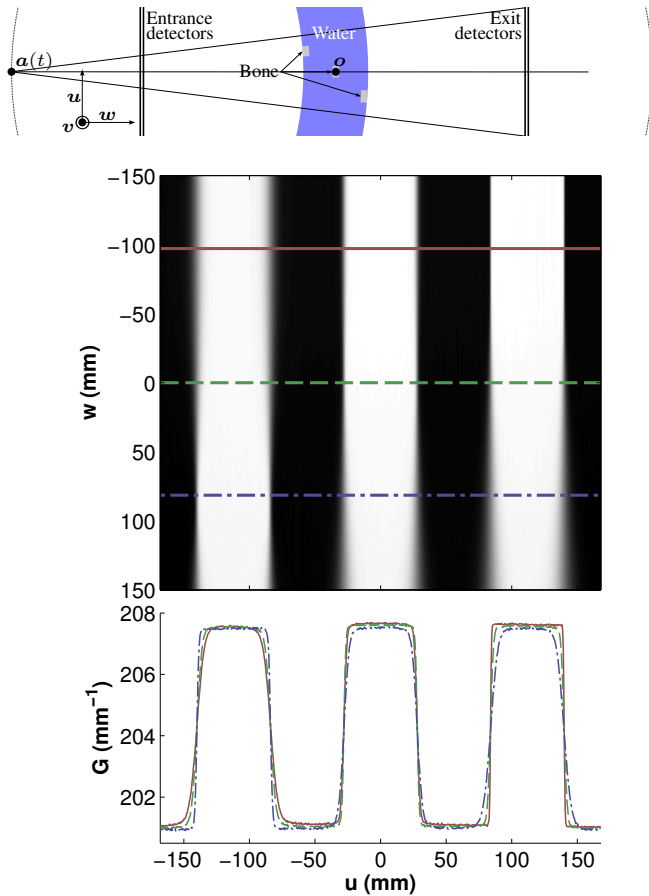 Entrance detectors
Water
Exit detectors
a(t)
Bone
o
u
w
v
−150
−100
−50
0
50
100
150
w (mm)
208
206
204
202
G (mm⁻¹)
−150 −100 −50 0 50 100 150
u (mm)